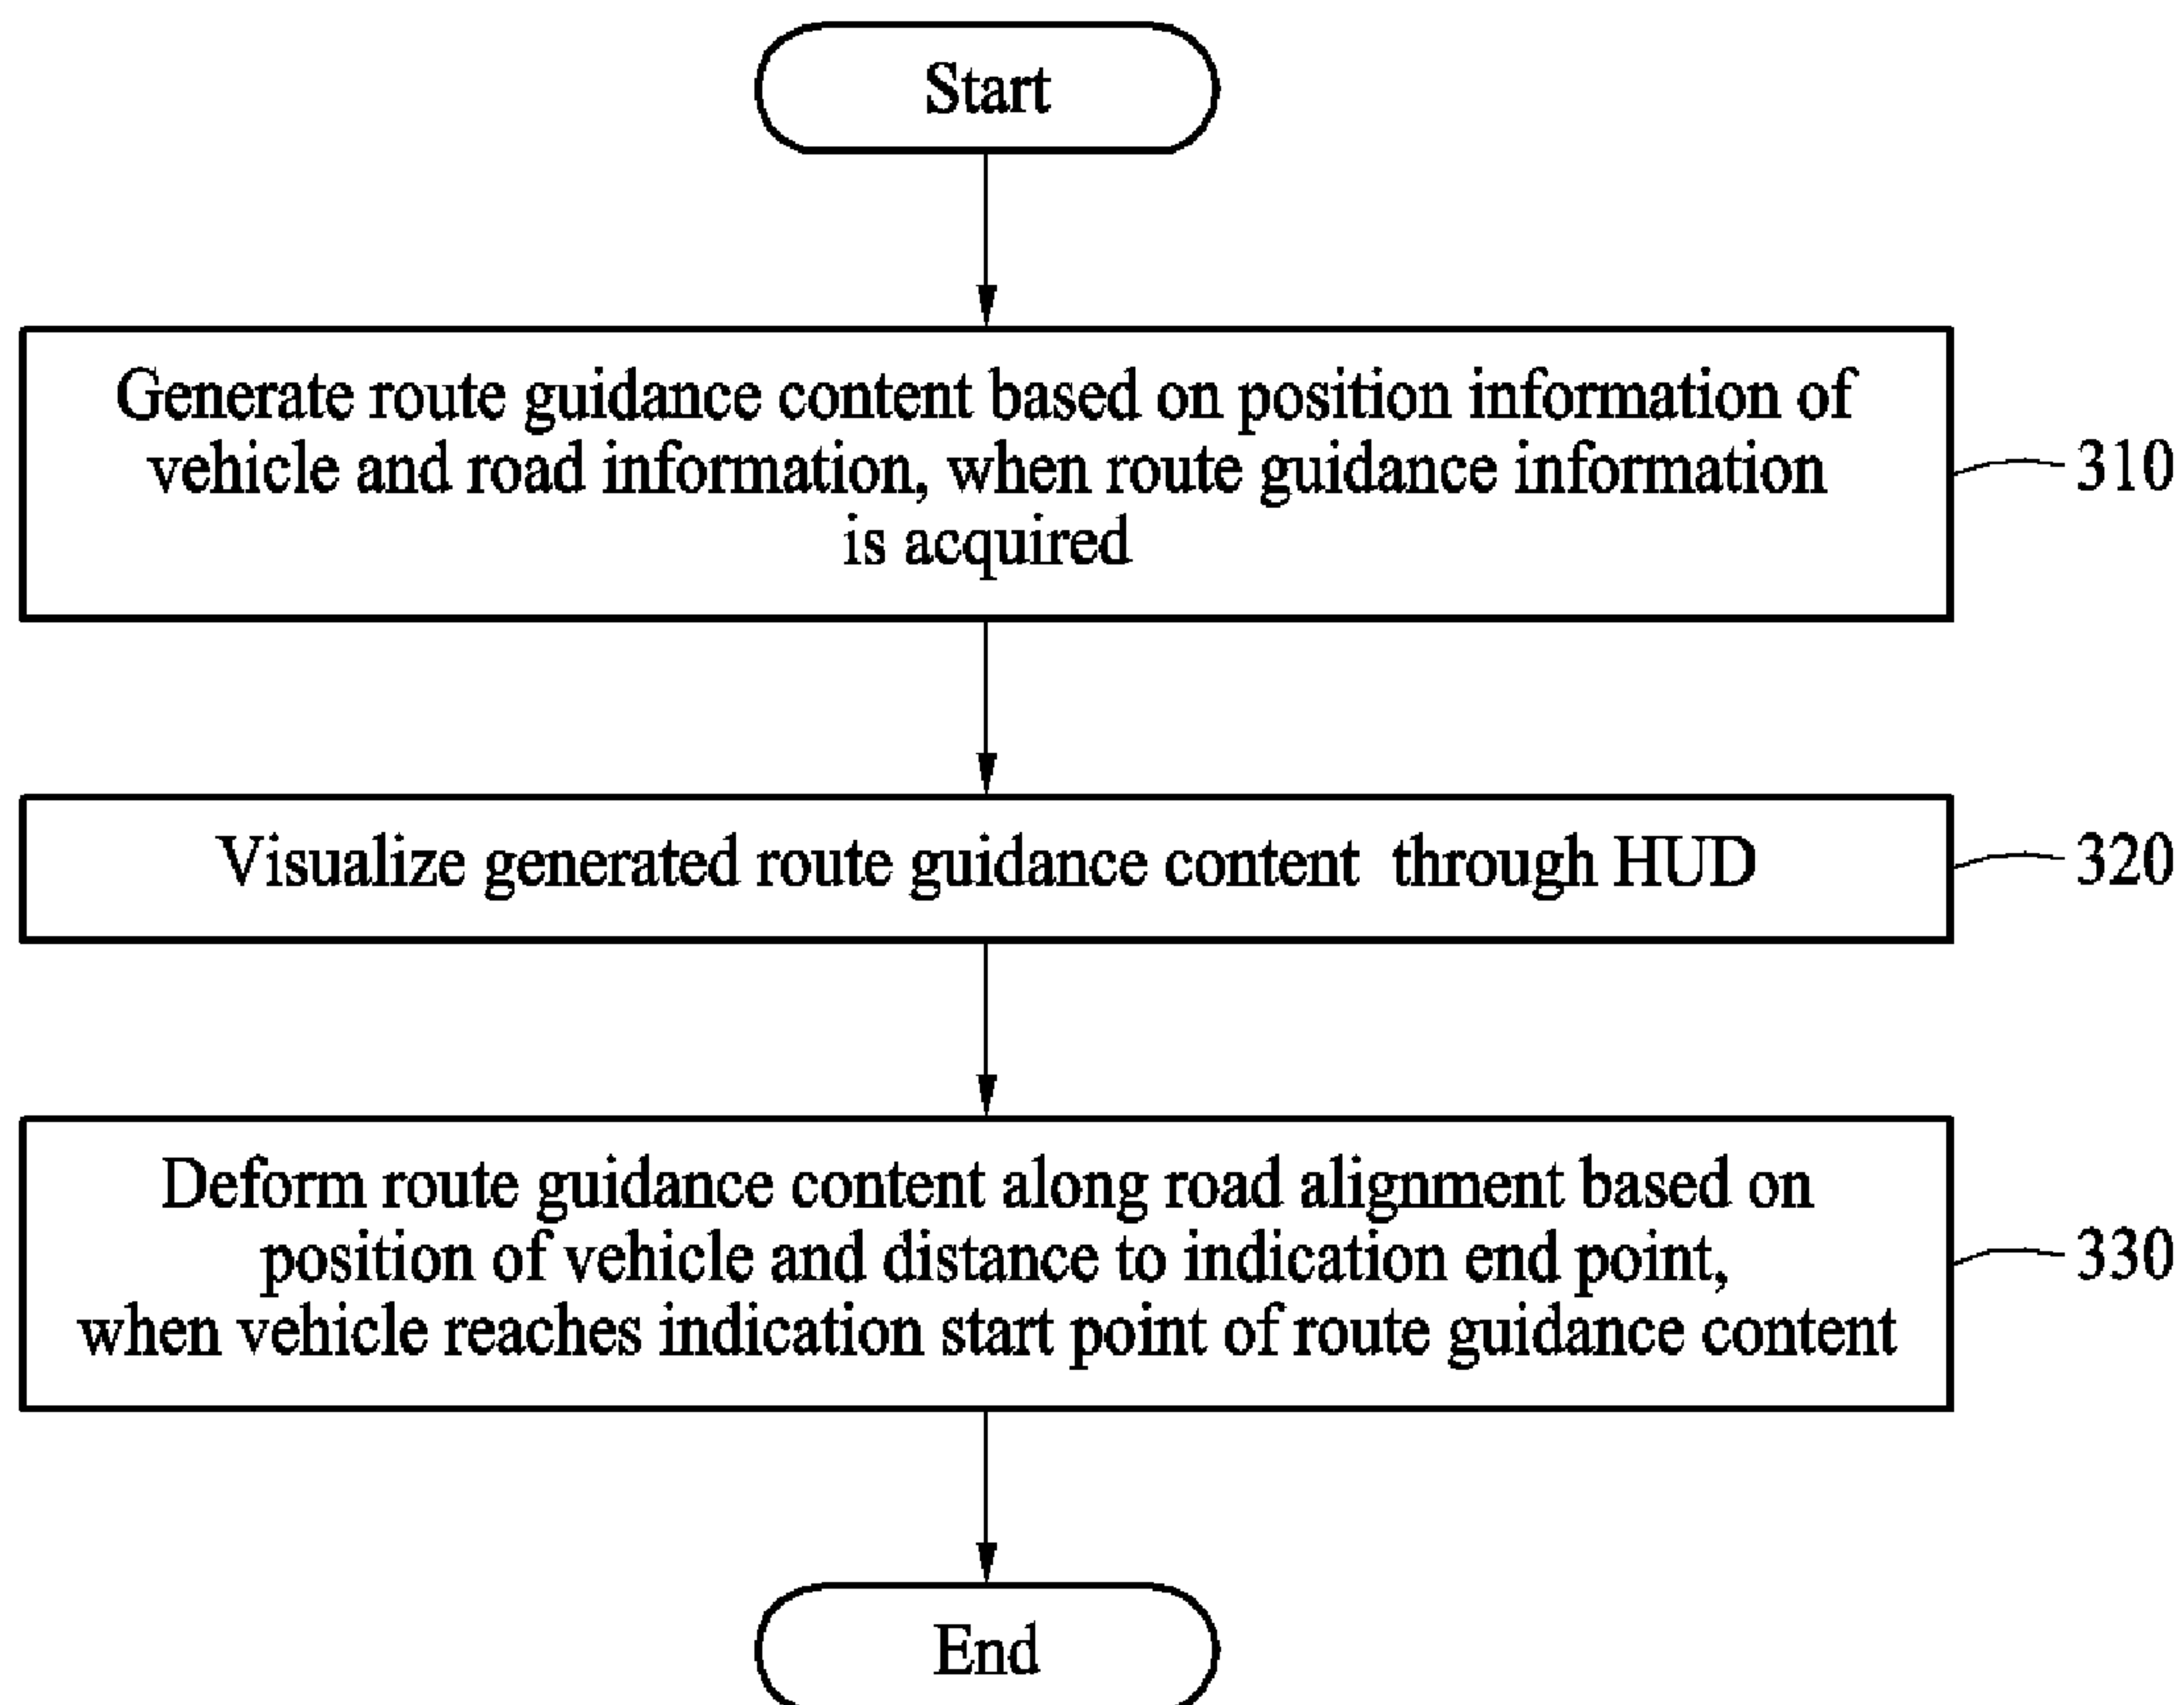 Start
Generate route guidance content based on position information of
vehicle and road information, when route guidance information
is acquired
310
Visualize generated route guidance content through HUD
320
Deform route guidance content along road alignment based on
position of vehicle and distance to indication end point,
when vehicle reaches indication start point of route guidance content
330
End